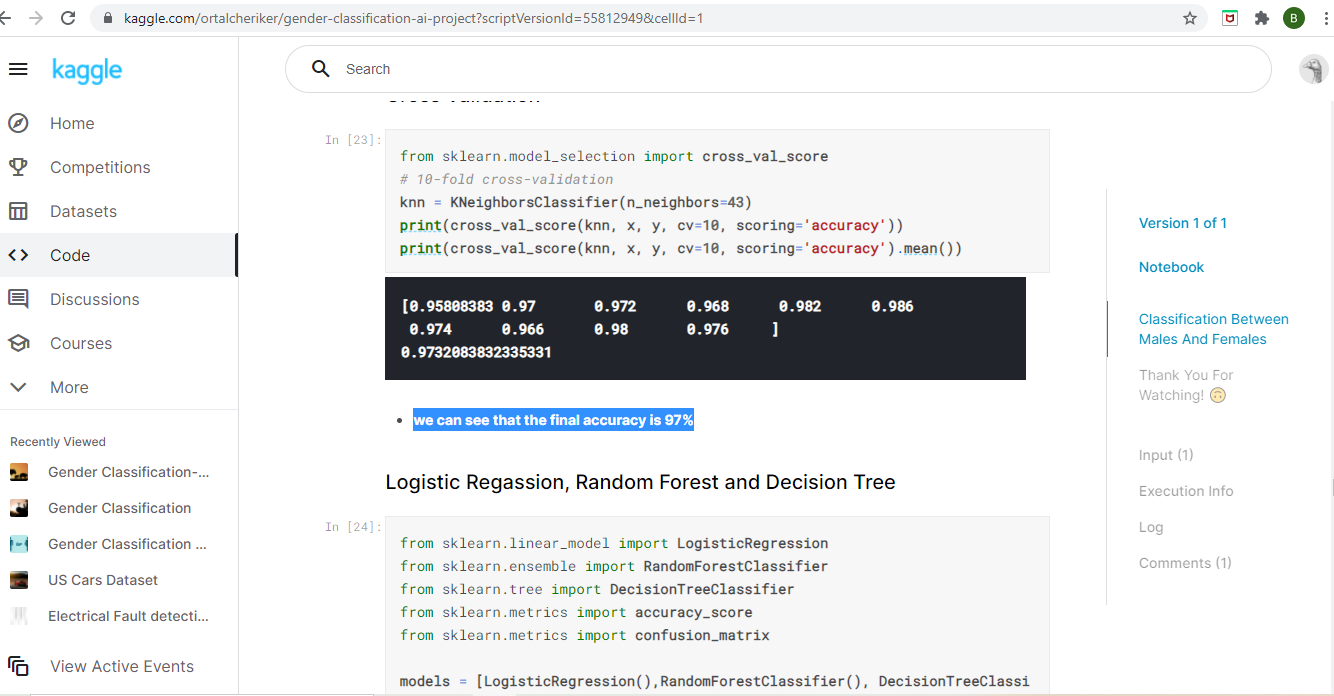 kaggle.com/ortalcheriker/gender-classification-ai-project?scriptVersionId=55812949&cellId=1
B
kaggle
Search
Home
Competitions
Datasets
Code
Discussions
Courses
More
Recently Viewed
Gender Classification-...
Gender Classification
Gender Classification ...
US Cars Dataset
Electrical Fault detecti...
View Active Events
In [23]:
from sklearn.model_selection import cross_val_score
# 10-fold cross-validation
knn = KNeighborsClassifier(n_neighbors=43)
print(cross_val_score(knn, x, y, cv=10, scoring='accuracy'))
print(cross_val_score(knn, x, y, cv=10, scoring='accuracy').mean())
[0.95808383 0.97 0.972 0.968 0.982 0.986
0.974 0.966 0.98 0.976 ]
0.9732083832335331
• we can see that the final accuracy is 97%
Logistic Regassion, Random Forest and Decision Tree
In [24]:
from sklearn.linear_model import LogisticRegression
from sklearn.ensemble import RandomForestClassifier
from sklearn.tree import DecisionTreeClassifier
from sklearn.metrics import accuracy_score
from sklearn.metrics import confusion_matrix
models = [LogisticRegression(),RandomForestClassifier(), DecisionTreeClassi
Version 1 of 1
Notebook
Classification Between
Males And Females
Thank You For
Watching! 🙃
Input (1)
Execution Info
Log
Comments (1)